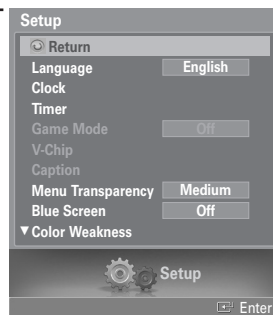 Setup
Return
Language English
Clock
Timer
Game Mode Off
V-Chip
Caption
Menu Transparency Medium
Blue Screen Off
▼Color Weakness
Setup
Enter